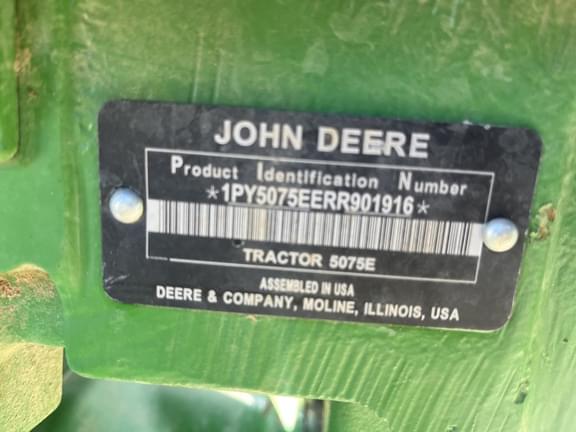 JOHN DEERE
Product Identification Number
*1PY5075EERR901916*
TRACTOR 5075E
ASSEMBLED IN USA
DEERE & COMPANY, MOLINE, ILLINOIS, USA